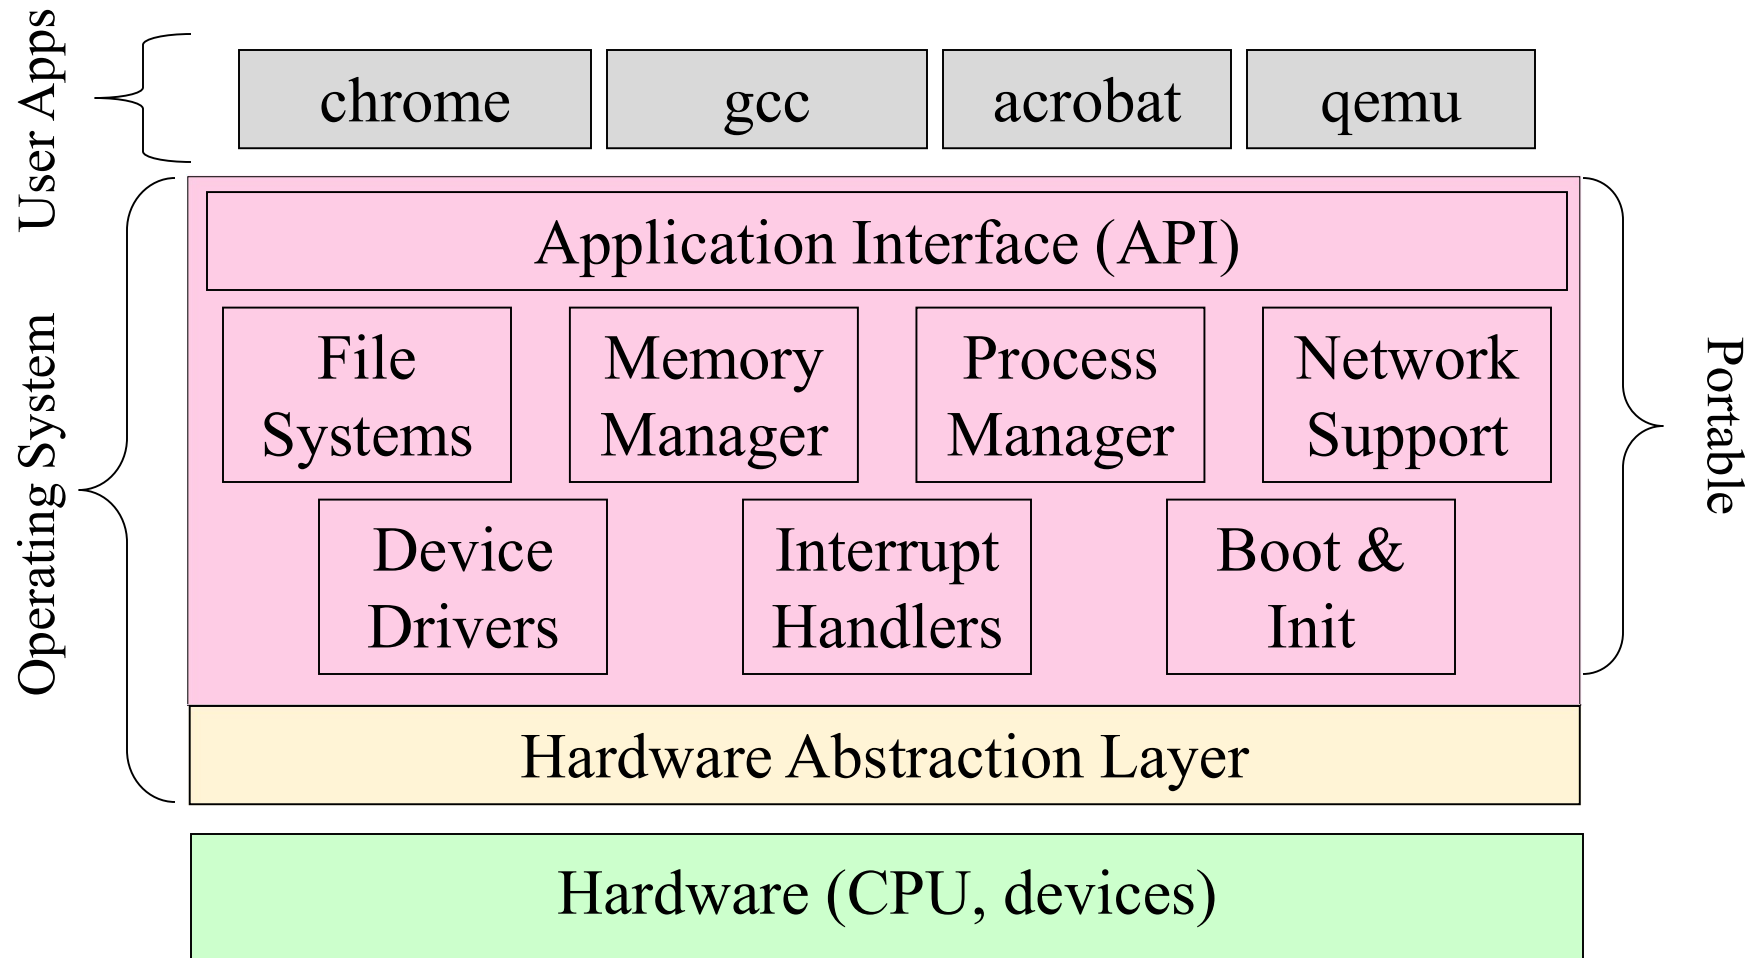 User Apps
chrome
gcc
acrobat
qemu
Operating System
Application Interface (API)
File
Systems
Memory
Manager
Process
Manager
Network
Support
Device
Drivers
Interrupt
Handlers
Boot &
Init
Portable
Hardware Abstraction Layer
Hardware (CPU, devices)